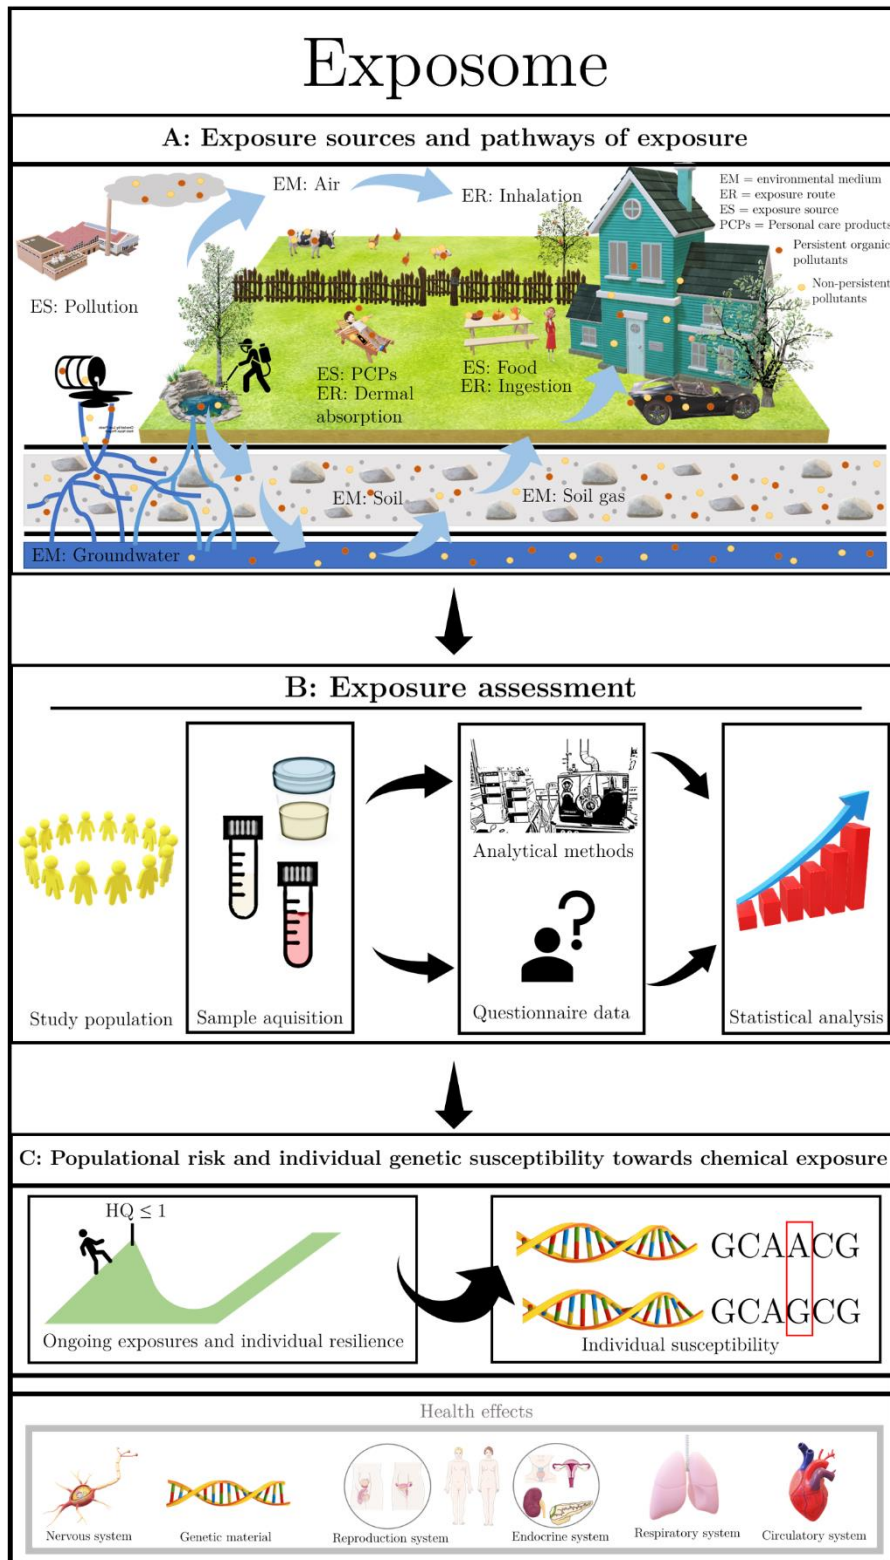 Exposome
A: Exposure sources and pathways of exposure
EM: Air
ER: Inhalation
EM = environmental medium
ER = exposure route
ES = exposure source
PCPs = Personal care products
Persistent organic
pollutants
Non-persistent
pollutants
ES: Pollution
ES: PCPs
ER: Dermal
absorption
ES: Food
ER: Ingestion
EM: Soil
EM: Soil gas
EM: Groundwater
B: Exposure assessment
Analytical methods
Study population
Sample aquisition
Questionnaire data
Statistical analysis
C: Populational risk and individual genetic susceptibility towards chemical exposure
HQ ≤ 1
GCAACG
GCAGCG
Ongoing exposures and individual resilience
Individual susceptibility
Health effects
Nervous system
Genetic material
Reproduction system
Endocrine system
Respiratory system
Circulatory system